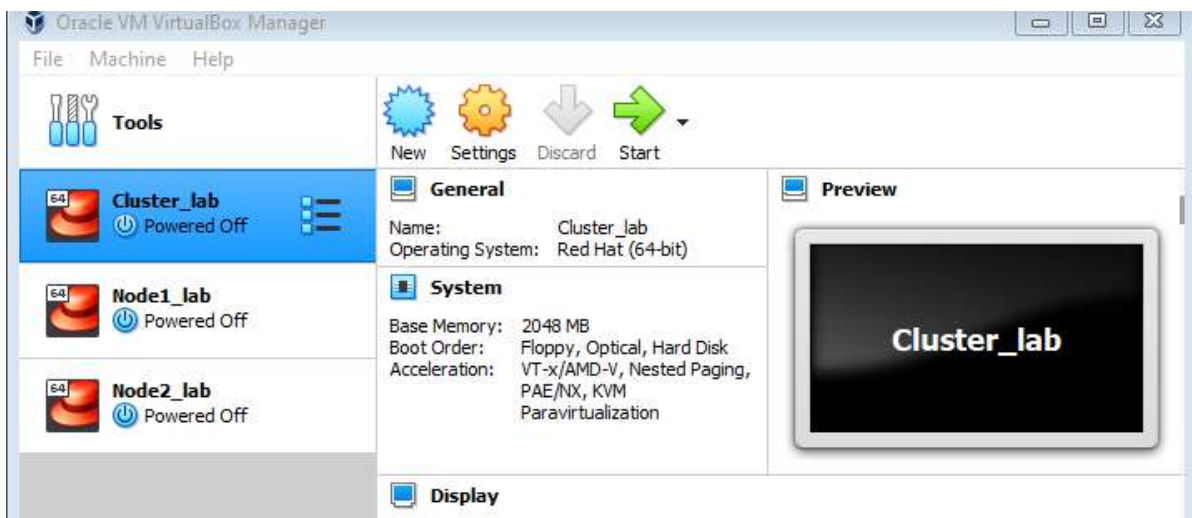 Oracle VM VirtualBox Manager
File Machine Help
Tools
New Settings Discard Start
64
Cluster_lab
Powered Off
64
Node1_lab
Powered Off
64
Node2_lab
Powered Off
General
Name: Cluster_lab
Operating System: Red Hat (64-bit)
System
Base Memory: 2048 MB
Boot Order: Floppy, Optical, Hard Disk
Acceleration: VT-x/AMD-V, Nested Paging,
PAE/NX, KVM
Paravirtualization
Display
Preview
Cluster_lab